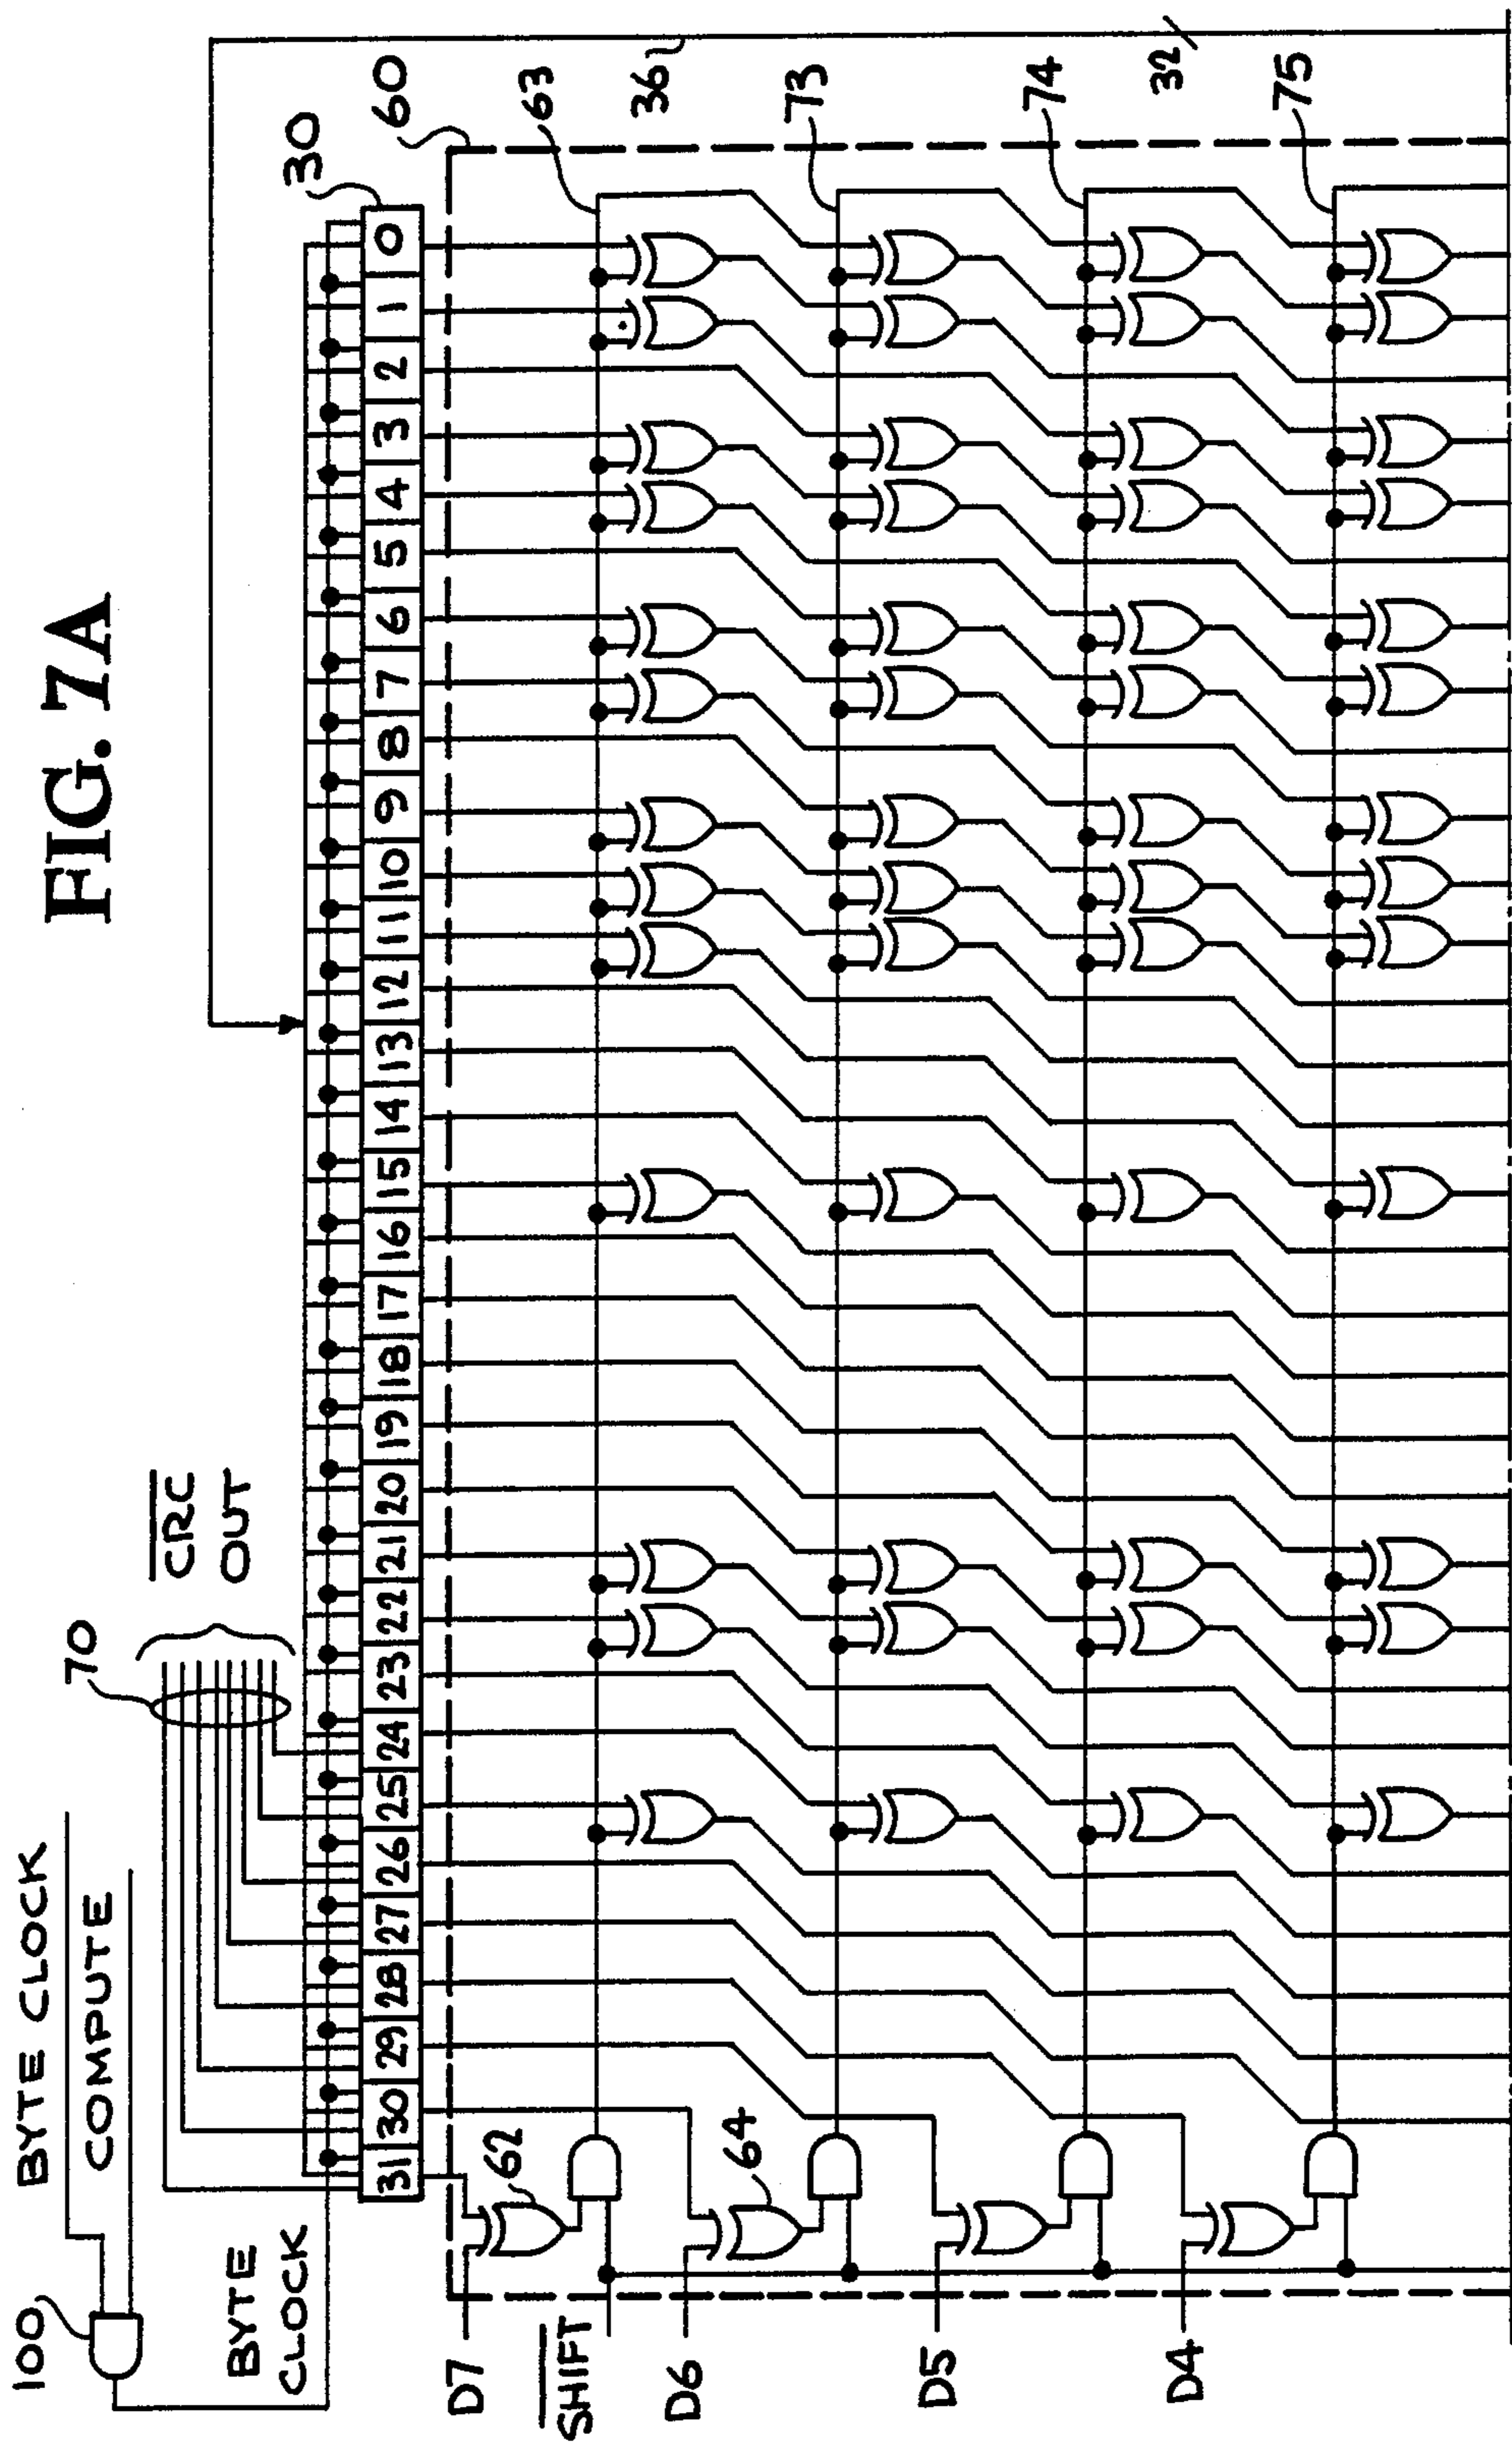 FIG. 7A
100
BYTE CLOCK
COMPUTE
70
CRC
OUT
BYTE
CLOCK
30
31 30 29 28 27 26 25 24 23 22 21 20 19 18 17 16 15 14 13 12 11 10 9 8 7 6 5 4 3 2 1 0
60
D7
62
63
SHIFT
36
D6
64
73
D5
74
32
D4
75